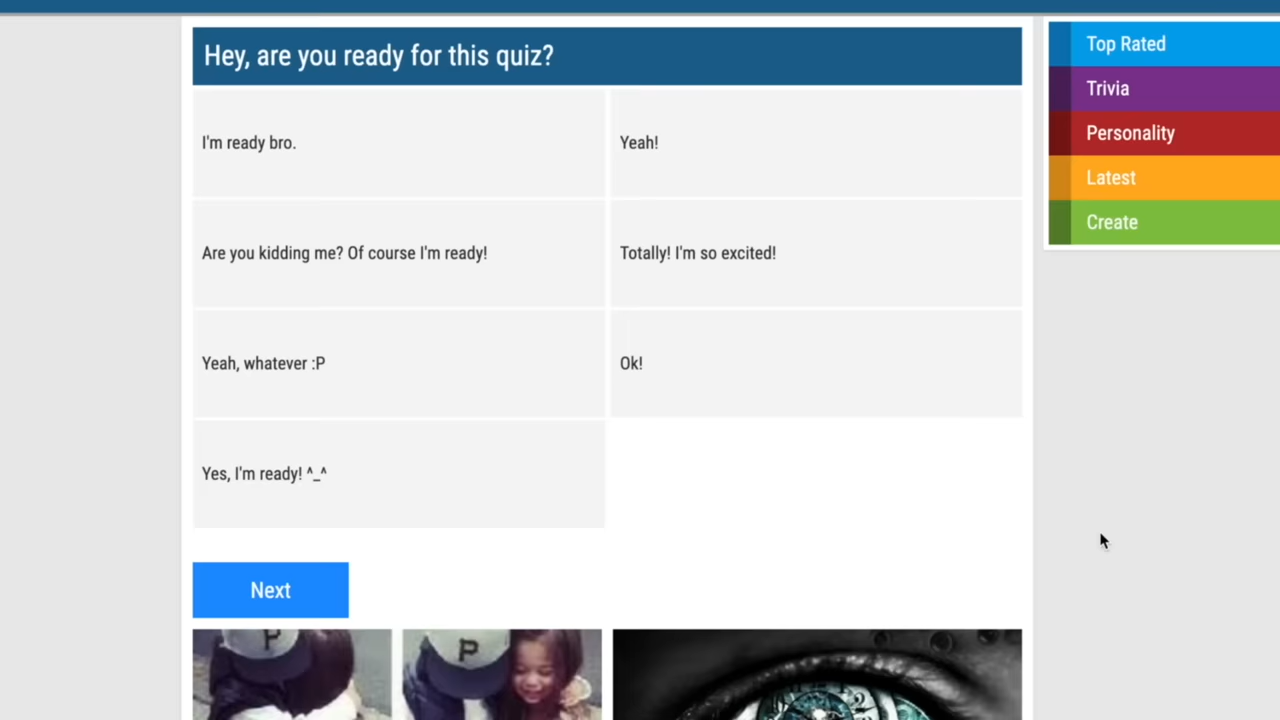 Hey, are you ready for this quiz?
I'm ready bro.
Yeah!
Are you kidding me? Of course I'm ready!
Totally! I'm so excited!
Yeah, whatever :P
Ok!
Yes, I'm ready! ^_^
Next
Top Rated
Trivia
Personality
Latest
Create
P
P